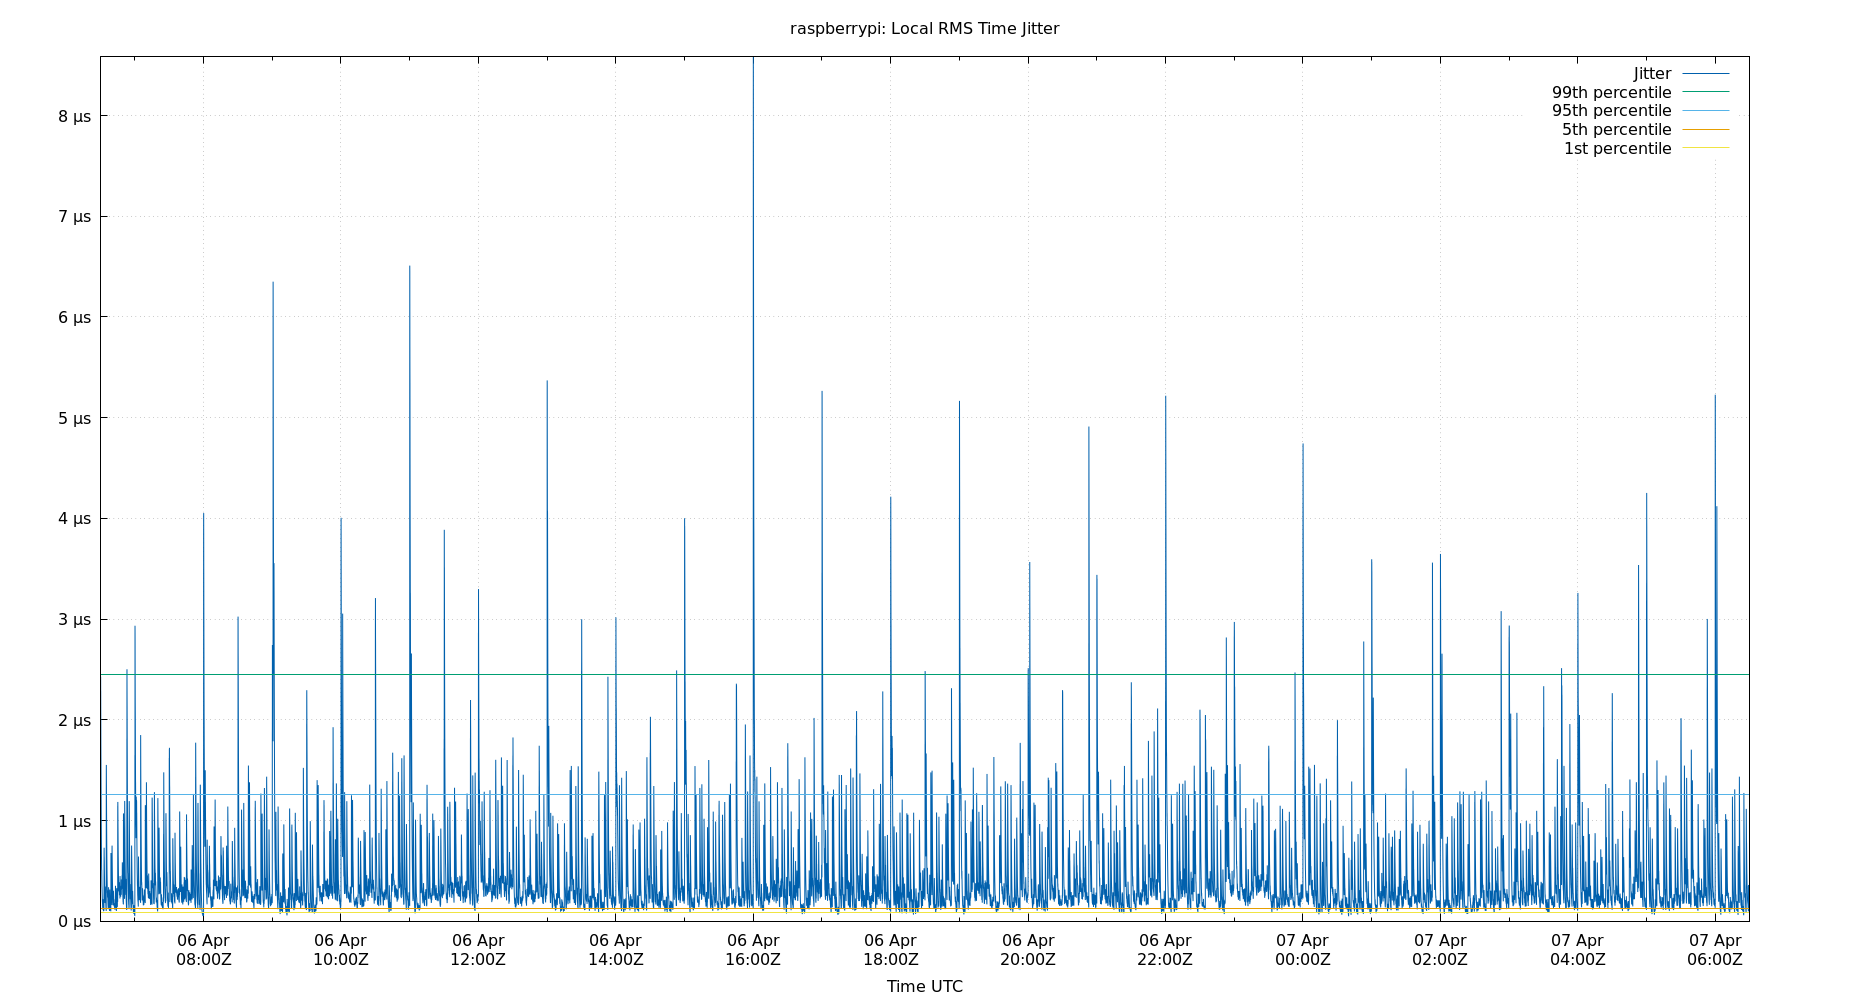 raspberrypi: Local RMS Time Jitter
Jitter
99th percentile
95th percentile
5th percentile
1st percentile
8 µs
7 µs
6 µs
5 µs
4 µs
3 µs
2 µs
1 µs
0 µs
06 Apr 06 Apr 06 Apr 06 Apr 06 Apr 06 Apr 06 Apr 06 Apr 07 Apr 07 Apr 07 Apr 07 Apr
08:00Z 10:00Z 12:00Z 14:00Z 16:00Z 18:00Z 20:00Z 22:00Z 00:00Z 02:00Z 04:00Z 06:00Z
Time UTC